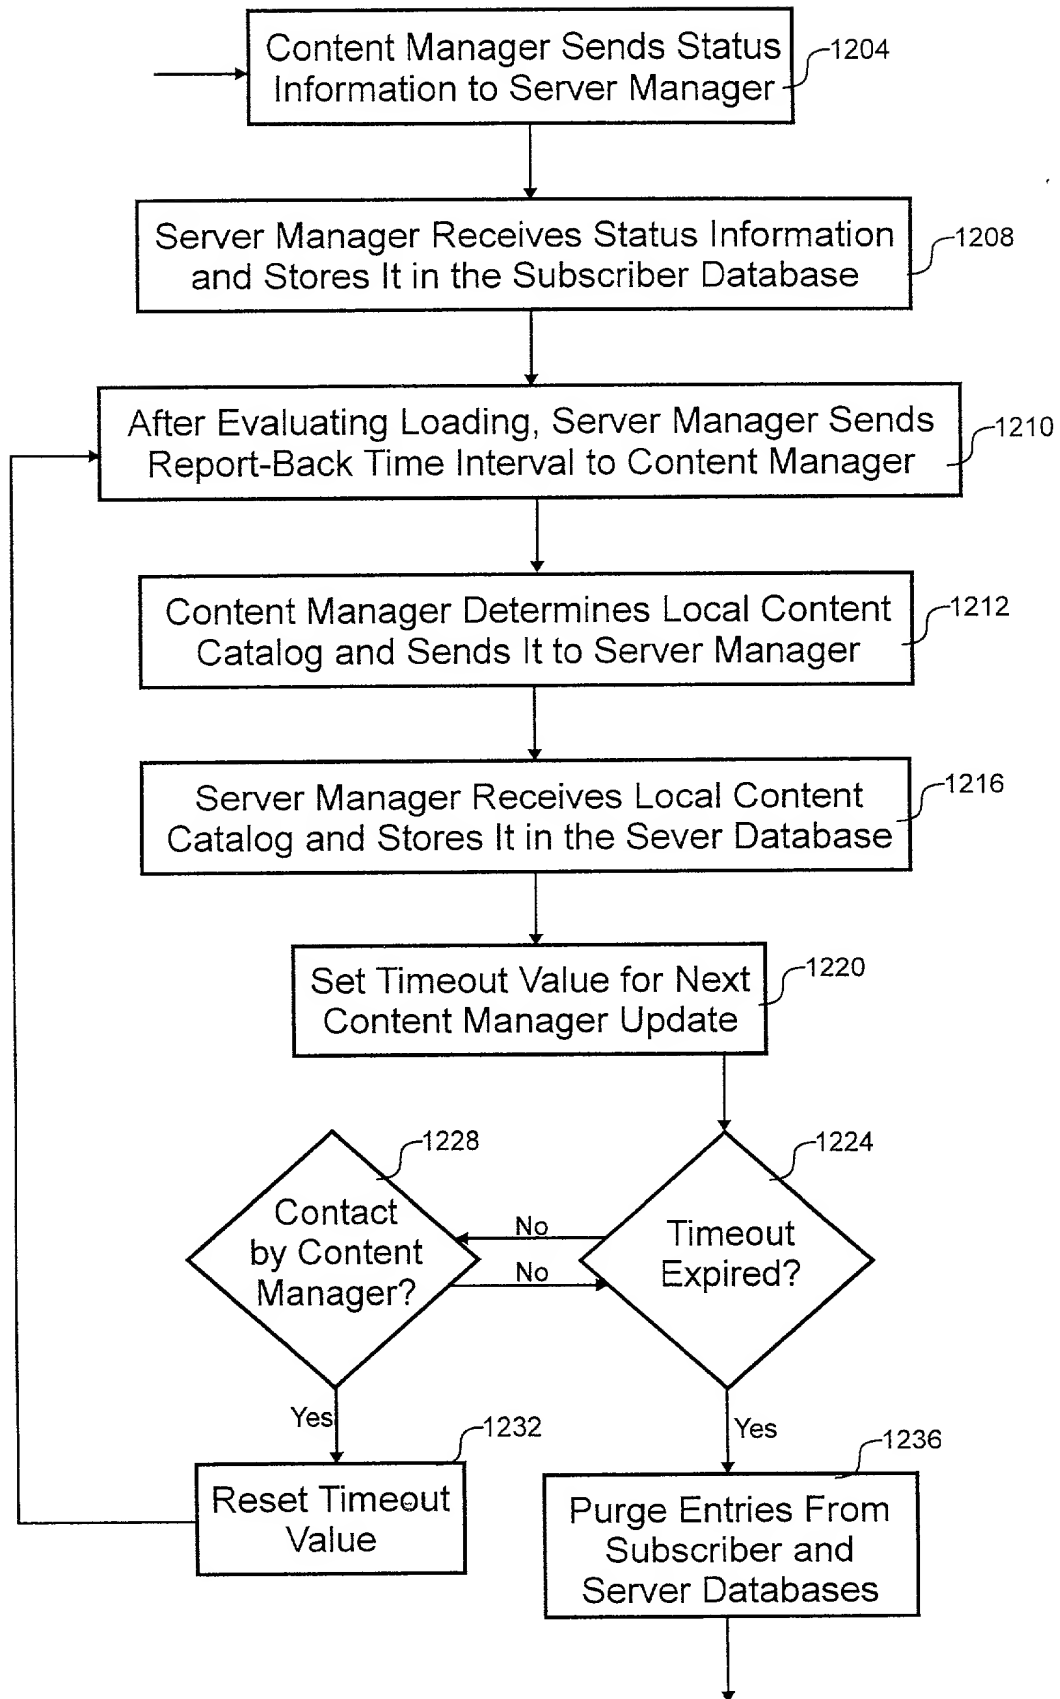 Content Manager Sends Status
Information to Server Manager
1204
Server Manager Receives Status Information
and Stores It in the Subscriber Database
1208
After Evaluating Loading, Server Manager Sends
Report-Back Time Interval to Content Manager
1210
Content Manager Determines Local Content
Catalog and Sends It to Server Manager
1212
Server Manager Receives Local Content
Catalog and Stores It in the Sever Database
1216
Set Timeout Value for Next
Content Manager Update
1220
1228
Contact
by Content
Manager?
No
No
1224
Timeout
Expired?
Yes
1232
Reset Timeout
Value
Yes
1236
Purge Entries From
Subscriber and
Server Databases